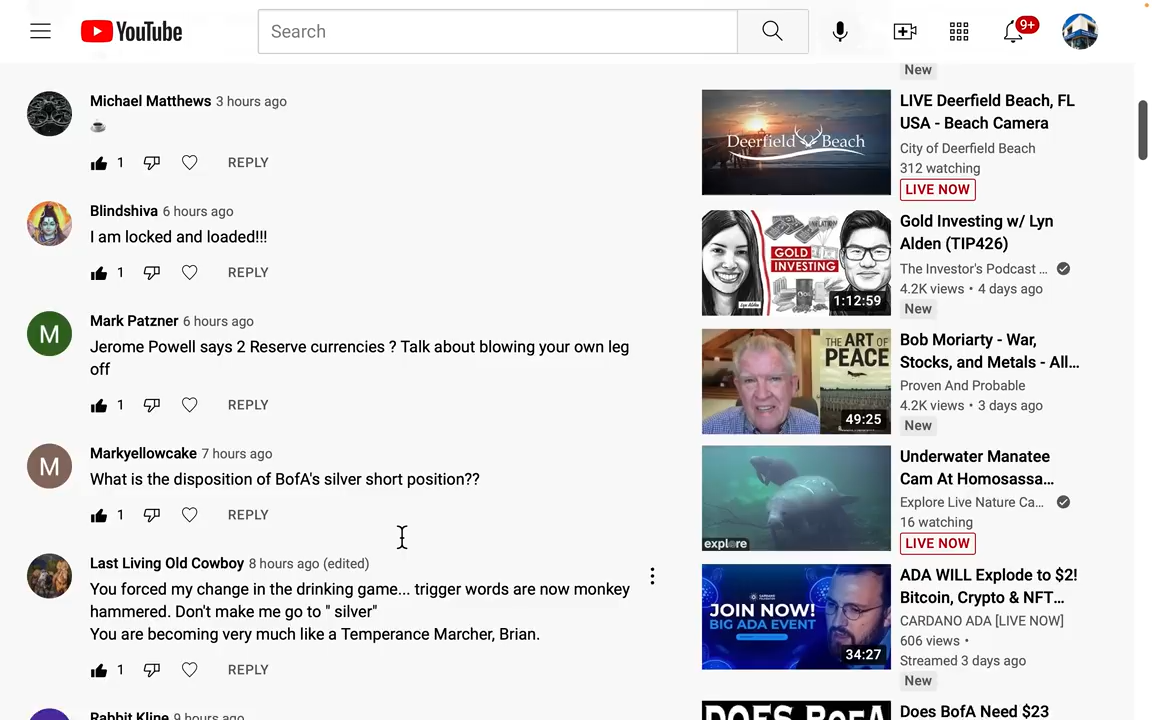 YouTube
Search
9+
Michael Matthews 3 hours ago
1
REPLY
Blindshiva 6 hours ago
I am locked and loaded!!!
1
REPLY
M
Mark Patzner 6 hours ago
Jerome Powell says 2 Reserve currencies ? Talk about blowing your own leg
off
1
REPLY
M
Markyellowcake 7 hours ago
What is the disposition of BofA's silver short position??
1
REPLY
Last Living Old Cowboy 8 hours ago (edited)
You forced my change in the drinking game... trigger words are now monkey
hammered. Don't make me go to " silver"
You are becoming very much like a Temperance Marcher, Brian.
1
REPLY
Rabbit Kline 9 hours ago
New
Deerfield Beach
LIVE Deerfield Beach, FL
USA - Beach Camera
City of Deerfield Beach
312 watching
LIVE NOW
GOLD
INVESTING
1:12:59
Gold Investing w/ Lyn
Alden (TIP426)
The Investor's Podcast ...
4.2K views • 4 days ago
New
THE ART OF
PEACE
49:25
Bob Moriarty - War,
Stocks, and Metals - All...
Proven And Probable
4.2K views • 3 days ago
New
explore
Underwater Manatee
Cam At Homosassa...
Explore Live Nature Ca...
16 watching
LIVE NOW
JOIN NOW!
BIG ADA EVENT
34:27
ADA WILL Explode to $2!
Bitcoin, Crypto & NFT...
CARDANO ADA [LIVE NOW]
606 views •
Streamed 3 days ago
New
DOES BofA
Does BofA Need $23